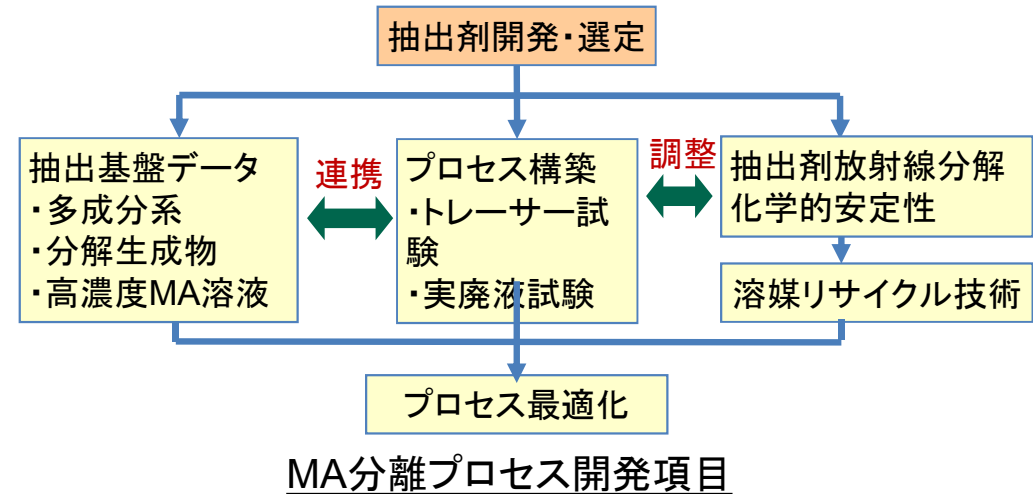 抽出剤開発・選定
抽出基盤データ
・多成分系
・分解生成物
・高濃度MA溶液
連携
プロセス構築
・トレーサー試
験
・実廃液試験
調整
抽出剤放射線分解
化学的安定性
溶媒リサイクル技術
プロセス最適化
MA分離プロセス開発項目